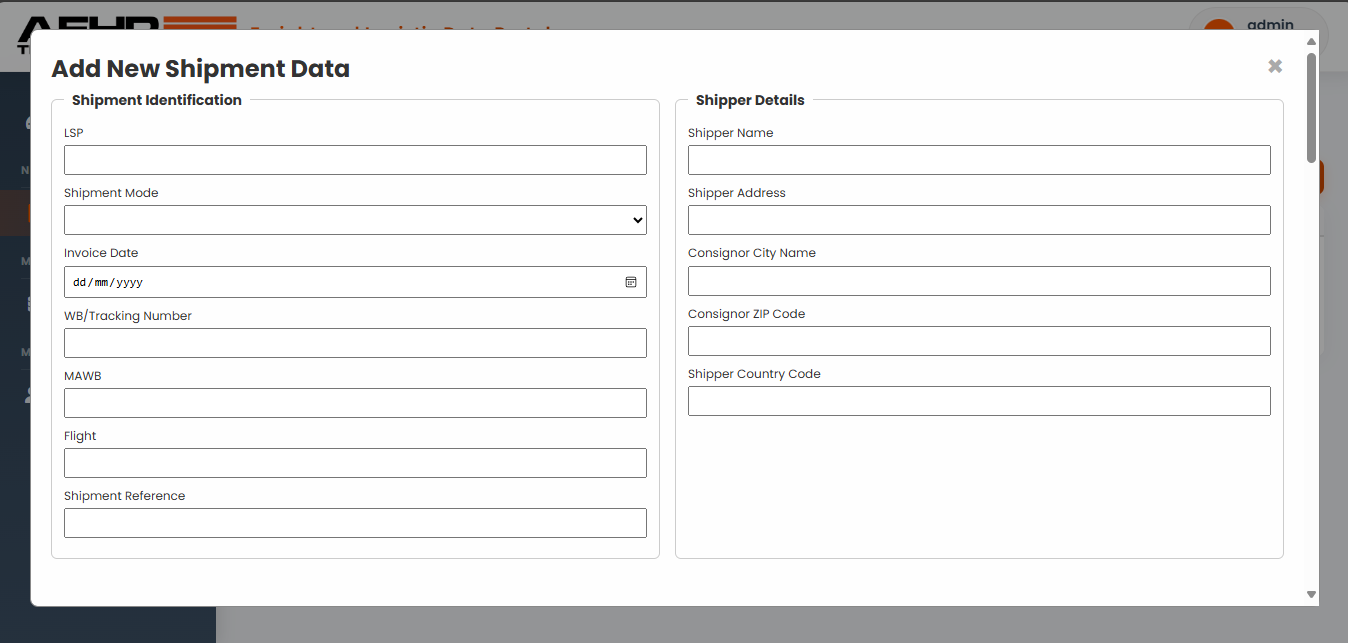 admin
Add New Shipment Data
Shipment Identification
LSP
Shipment Mode
Invoice Date
dd/mm/yyyy
WB/Tracking Number
MAWB
Flight
Shipment Reference
Shipper Details
Shipper Name
Shipper Address
Consignor City Name
Consignor ZIP Code
Shipper Country Code